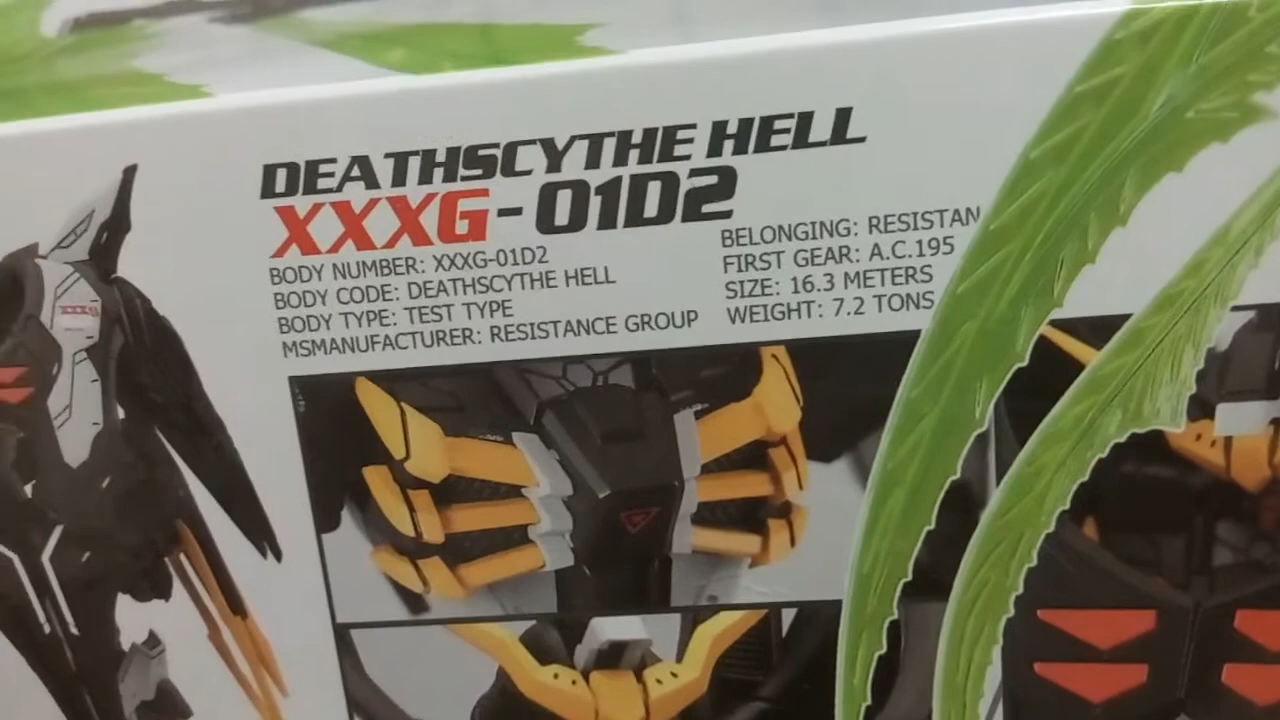 DEATHSCYTHE HELL
XXXG-01D2
BODY NUMBER: XXXG-01D2
BODY CODE: DEATHSCYTHE HELL
BODY TYPE: TEST TYPE
MSMANUFACTURER: RESISTANCE GROUP
BELONGING: RESISTAN
FIRST GEAR: A.C.195
SIZE: 16.3 METERS
WEIGHT: 7.2 TONS